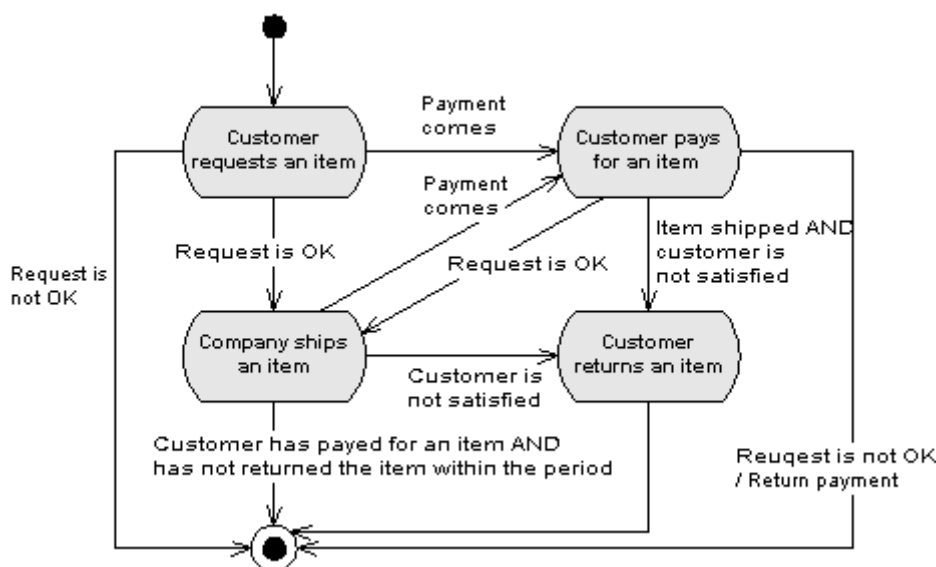 Customer
requests an item
Payment
comes
Customer pays
for an item
Payment
comes
Request is OK
Request is OK
Item shipped AND
customer is
not satisfied
Request is
not OK
Company ships
an item
Customer
returns an item
Customer is
not satisfied
Customer has payed for an item AND
has not returned the item within the period
Reuqest is not OK
/ Return payment